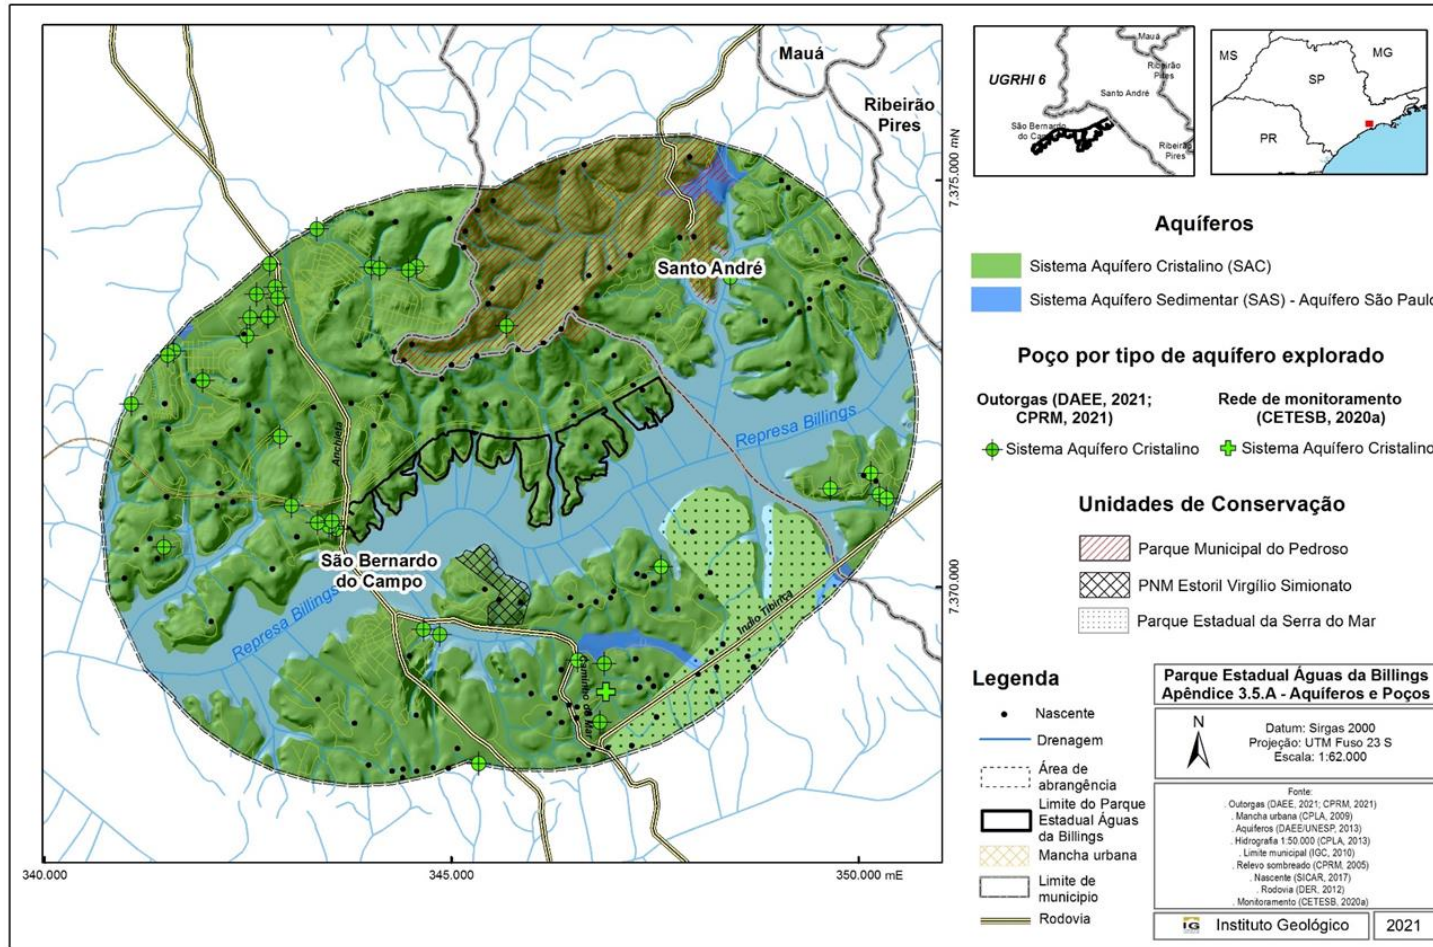 Mauá
Ribeirão
Pires
Santo André
São Bernardo
do Campo
Represa Billings
Represa Billings
Anchieta
Índio Tibiriça
Caminho do Mar
7.375.000 mN
7.370.000
340.000
345.000
350.000 mE
UGRHI 6
Mauá
Ribeirão
Pires
Santo André
São Bernardo
do Campo
Ribeirão
Pires
MS
MG
SP
PR
Aquíferos
Sistema Aquífero Cristalino (SAC)
Sistema Aquífero Sedimentar (SAS) - Aquífero São Paulo
Poço por tipo de aquífero explorado
Outorgas (DAEE, 2021;
CPRM, 2021)
Sistema Aquífero Cristalino
Rede de monitoramento
(CETESB, 2020a)
Sistema Aquífero Cristalino
Unidades de Conservação
Parque Municipal do Pedroso
PNM Estoril Virgílio Simionato
Parque Estadual da Serra do Mar
Legenda
Nascente
Drenagem
Área de
abrangência
Limite do Parque
Estadual Águas
da Billings
Mancha urbana
Limite de
município
Rodovia
Parque Estadual Águas da Billings
Apêndice 3.5.A - Aquíferos e Poços
N
Datum: Sirgas 2000
Projeção: UTM Fuso 23 S
Escala: 1:62.000
Fonte:
. Outorgas (DAEE, 2021; CPRM, 2021)
. Mancha urbana (CPLA, 2009)
. Aquíferos (DAEE/UNESP, 2013)
. Hidrografia 1:50.000 (CPLA, 2013)
. Limite municipal (IGC, 2010)
. Relevo sombreado (CPRM, 2005)
. Nascente (SICAR, 2017)
. Rodovia (DER, 2012)
. Monitoramento (CETESB, 2020a)
IG
Instituto Geológico
2021